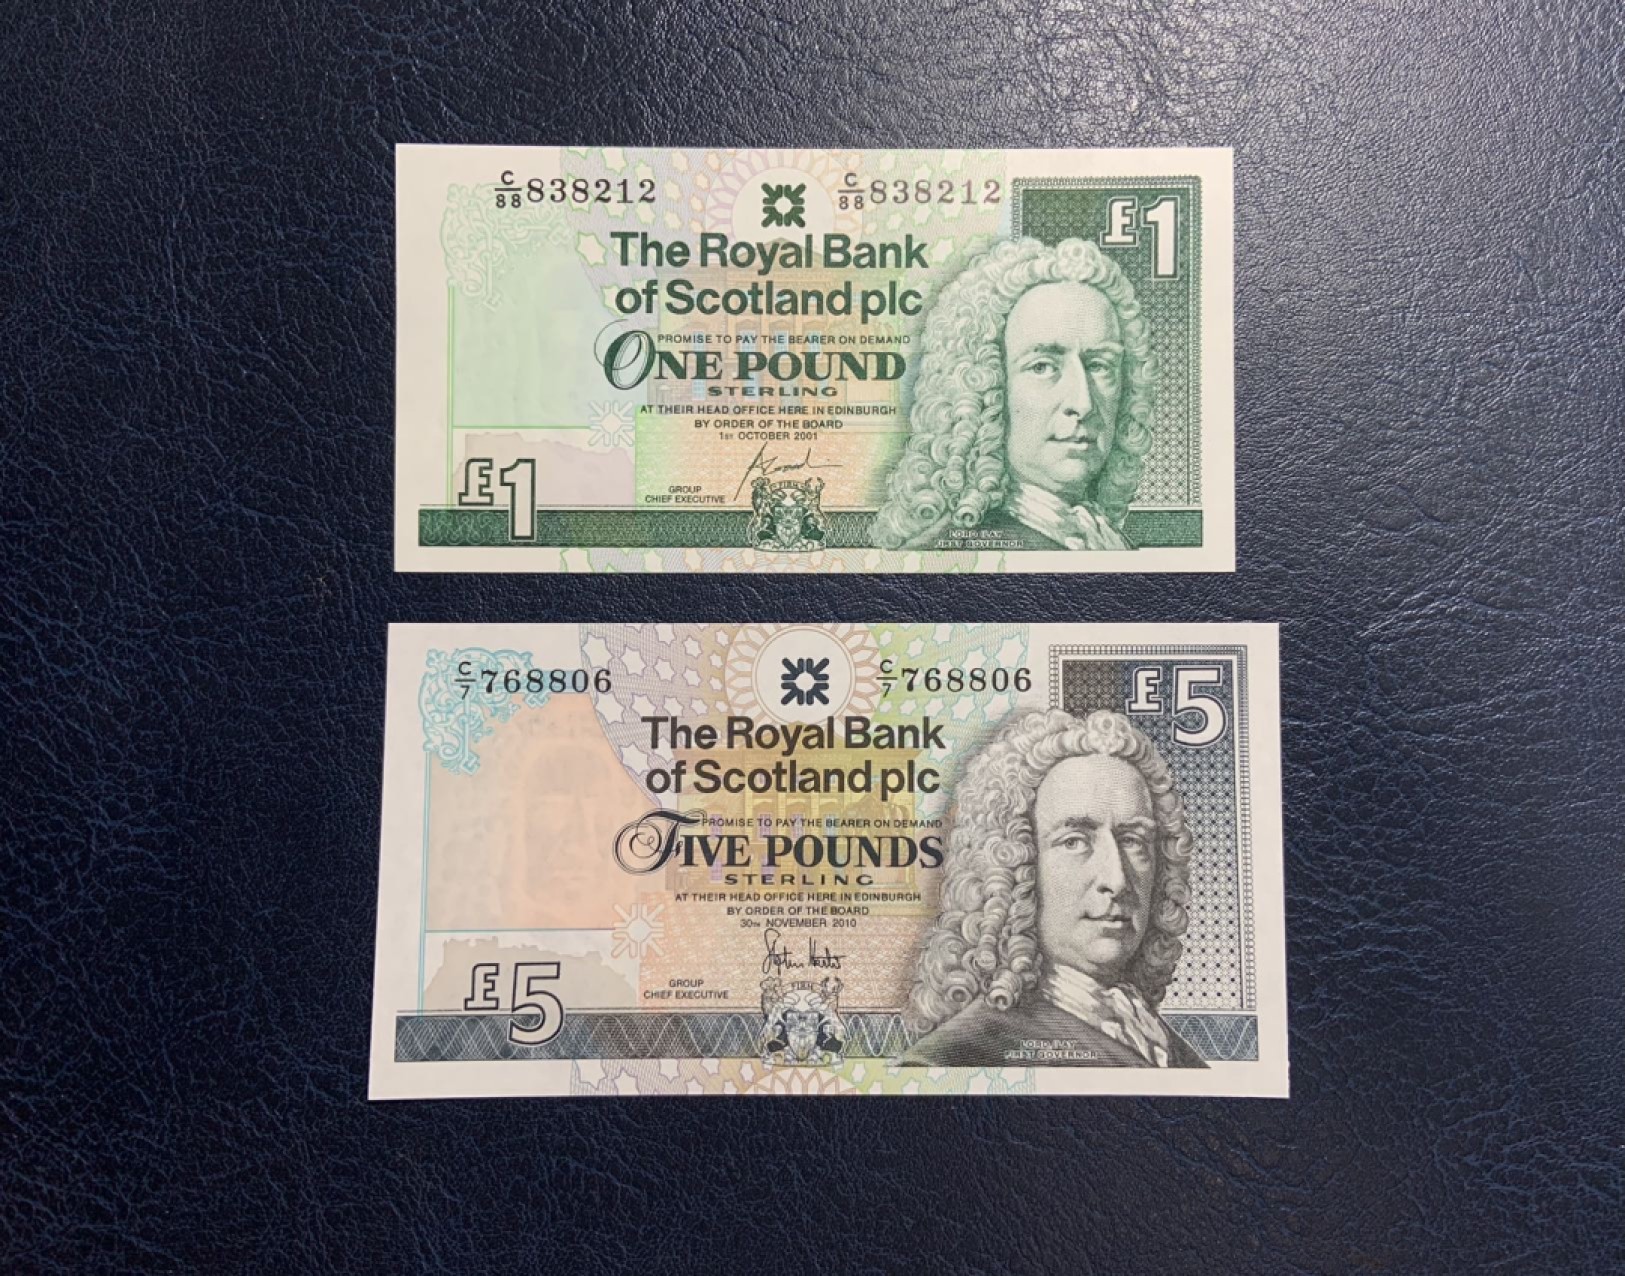 C/88 838212 C/88 838212
£1
The Royal Bank
of Scotland plc
PROMISE TO PAY THE BEARER ON DEMAND
ONE POUND
STERLING
AT THEIR HEAD OFFICE HERE IN EDINBURGH
BY ORDER OF THE BOARD
1ST OCTOBER 2001
GROUP
CHIEF EXECUTIVE
FIRM
£1
LORD ILAY
FIRST GOVERNOR
C/7 768806 C/7 768806
£5
The Royal Bank
of Scotland plc
PROMISE TO PAY THE BEARER ON DEMAND
FIVE POUNDS
STERLING
AT THEIR HEAD OFFICE HERE IN EDINBURGH
BY ORDER OF THE BOARD
30TH NOVEMBER 2010
GROUP
CHIEF EXECUTIVE
FIRM
£5
LORD ILAY
FIRST GOVERNOR